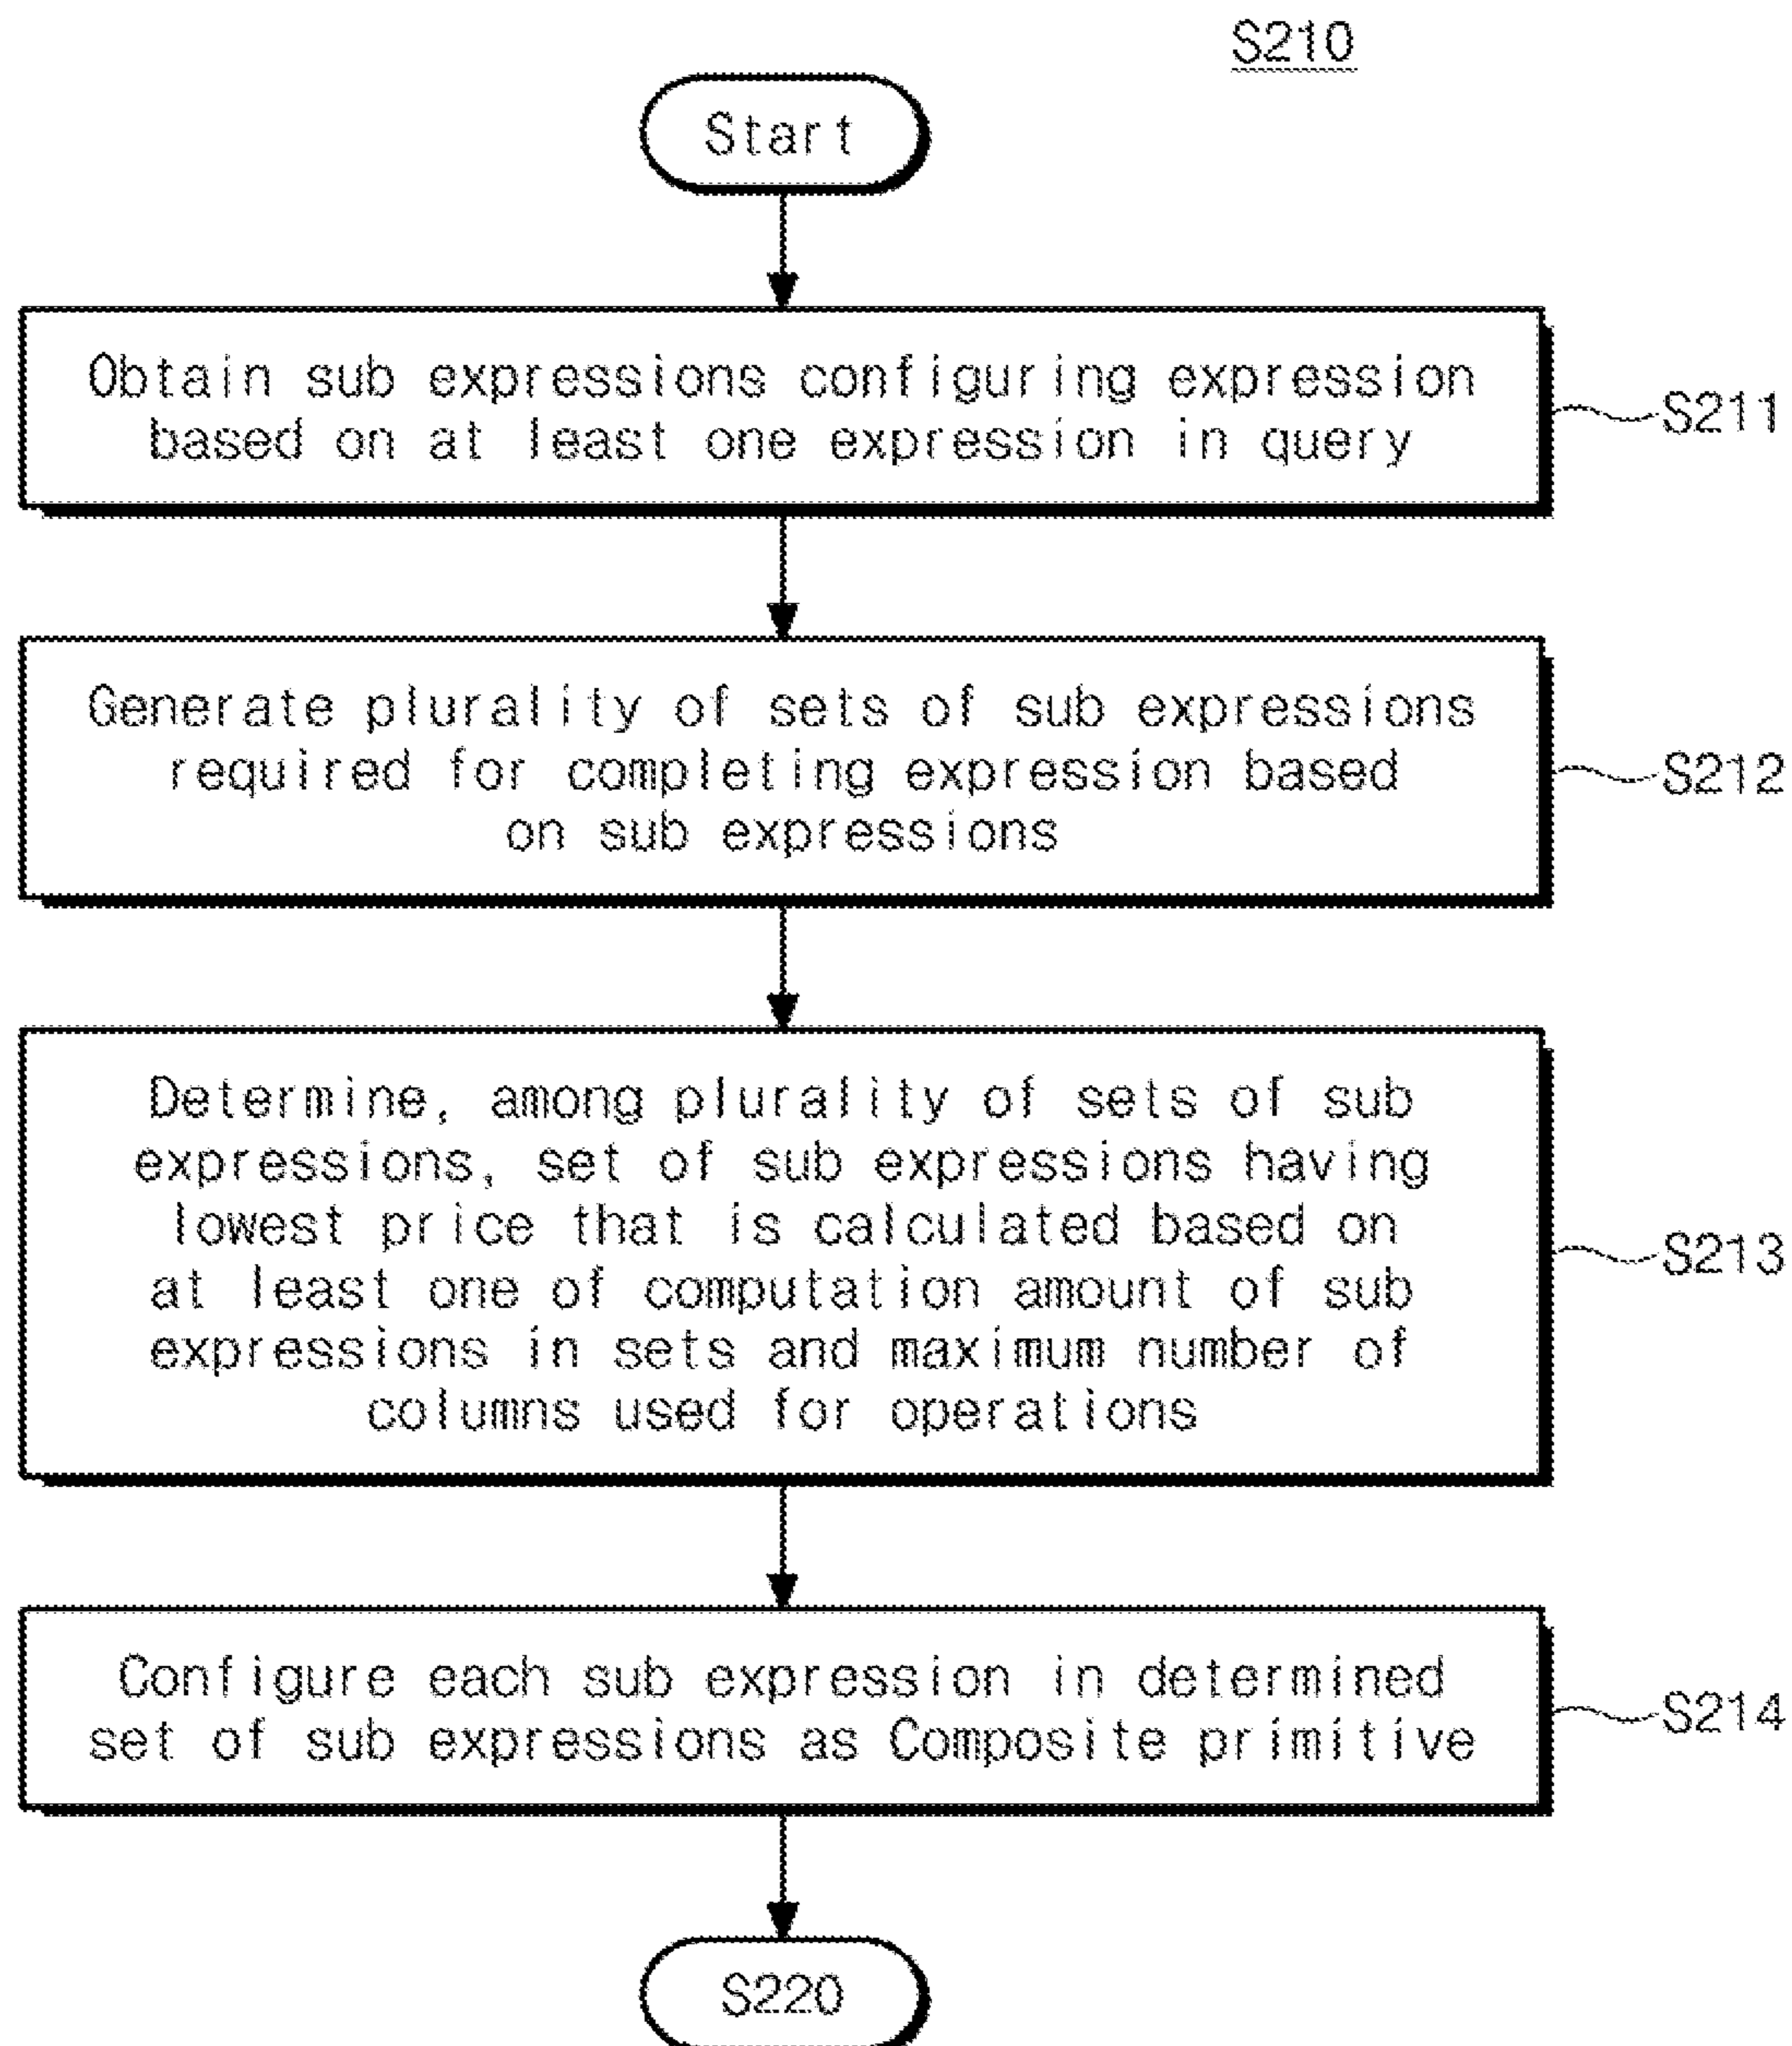 S210
Start
Obtain sub expressions configuring expression
based on at least one expression in query
S211
Generate plurality of sets of sub expressions
required for completing expression based
on sub expressions
S212
Determine, among plurality of sets of sub
expressions, set of sub expressions having
lowest price that is calculated based on
at least one of computation amount of sub
expressions in sets and maximum number of
columns used for operations
S213
Configure each sub expression in determined
set of sub expressions as Composite primitive
S214
S220